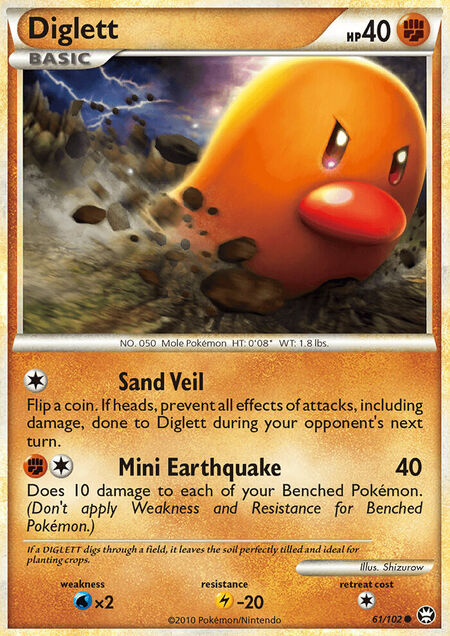 Diglett HP40
BASIC
NO. 050 Mole Pokémon HT: 0'08" WT: 1.8 lbs.
Sand Veil
Flip a coin. If heads, prevent all effects of attacks, including
damage, done to Diglett during your opponent's next
turn.
Mini Earthquake 40
Does 10 damage to each of your Benched Pokémon.
(Don't apply Weakness and Resistance for Benched
Pokémon.)
If a DIGLETT digs through a field, it leaves the soil perfectly tilled and ideal for
planting crops.
Illus. Shizurow
weakness resistance retreat cost
×2 -20
©2010 Pokémon/Nintendo 61/102